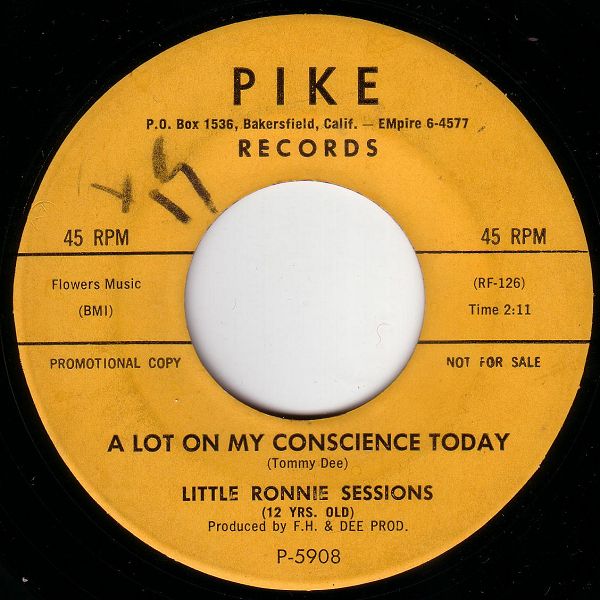 PIKE
P.O. Box 1536, Bakersfield, Calif. — EMpire 6-4577
RECORDS
45 RPM
45 RPM
Flowers Music
(BMI)
(RF-126)
Time 2:11
PROMOTIONAL COPY
NOT FOR SALE
A LOT ON MY CONSCIENCE TODAY
(Tommy Dee)
LITTLE RONNIE SESSIONS
(12 YRS. OLD)
Produced by F.H. & DEE PROD.
P-5908